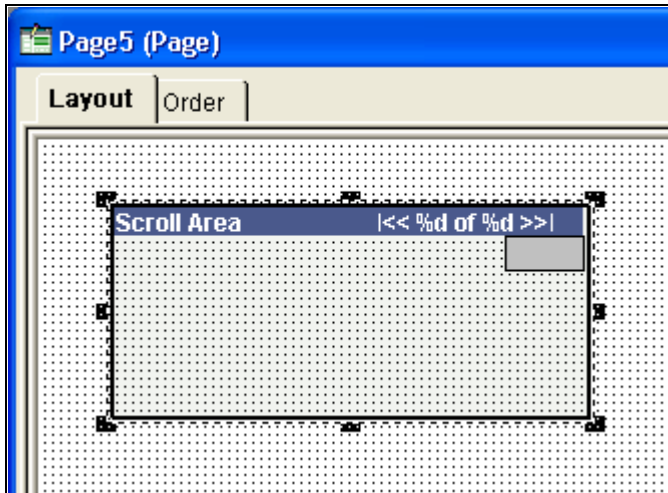 Page5 (Page)
Layout Order
Scroll Area |<< %d of %d >>|